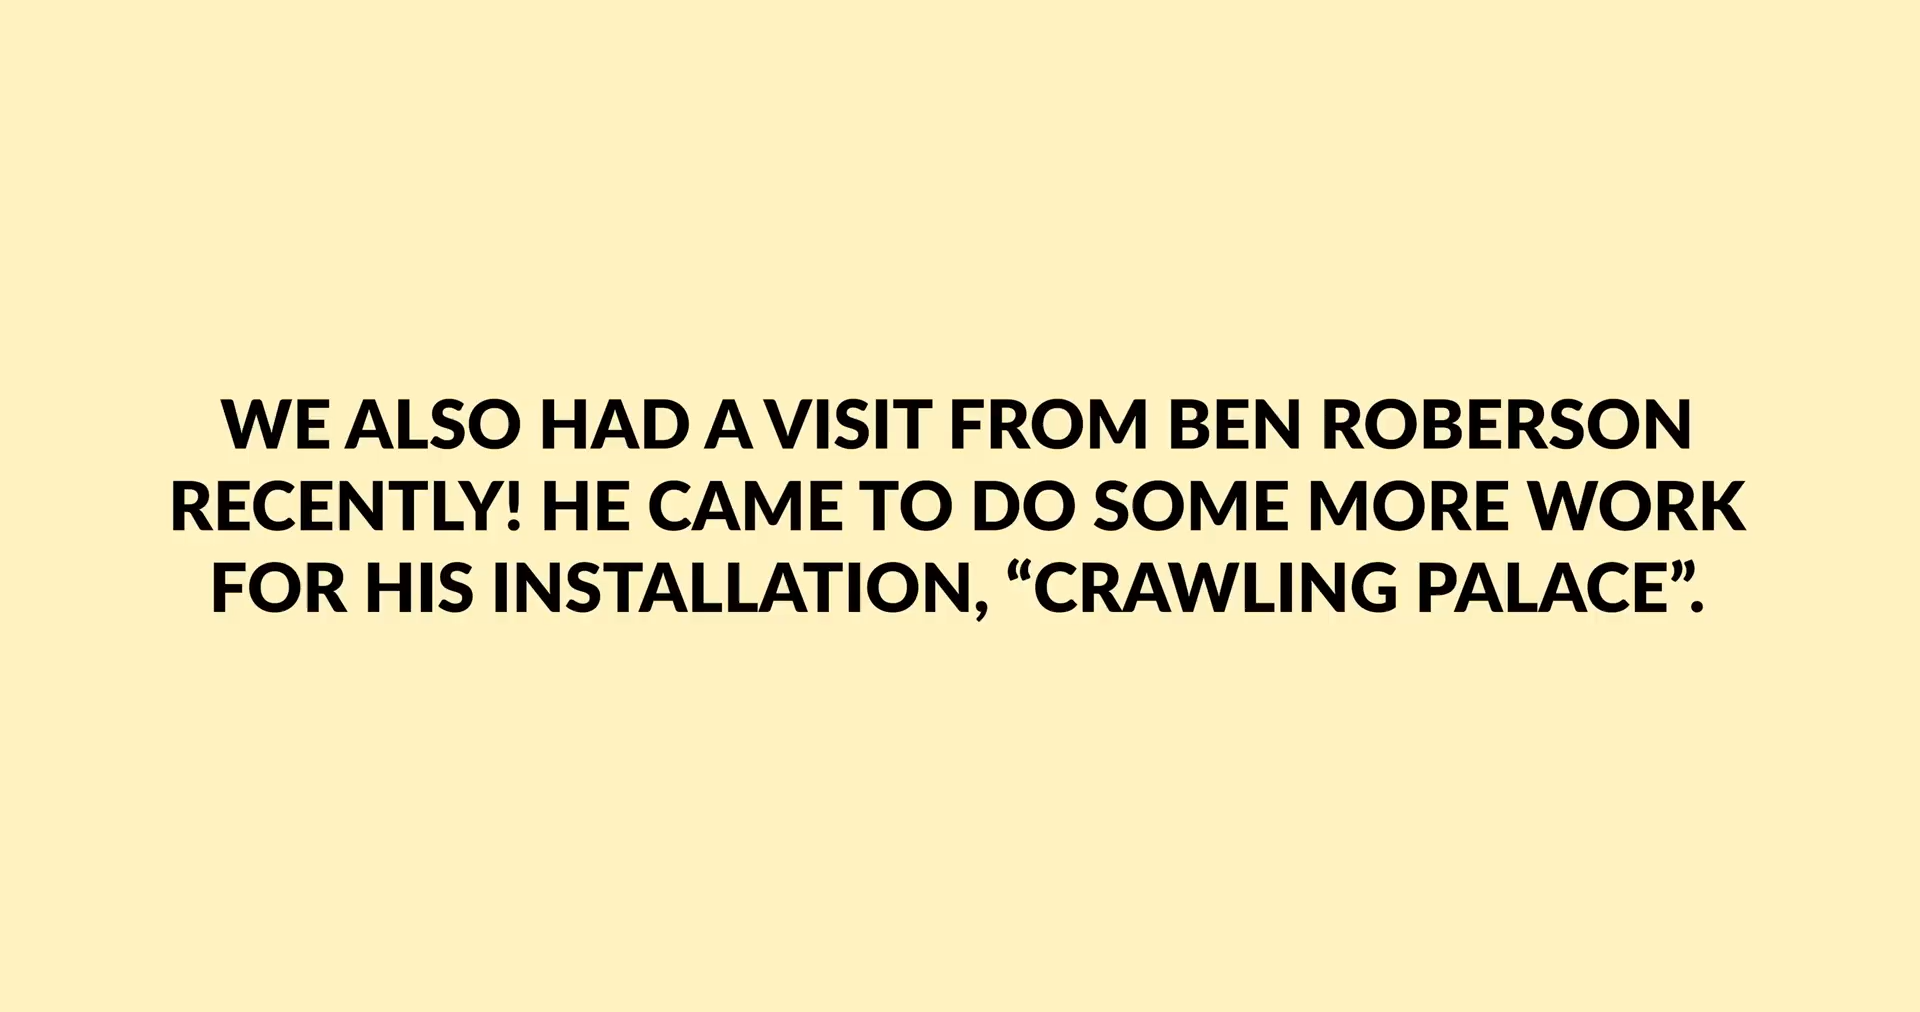 WE ALSO HAD A VISIT FROM BEN ROBERSON
RECENTLY! HE CAME TO DO SOME MORE WORK
FOR HIS INSTALLATION, “CRAWLING PALACE”.